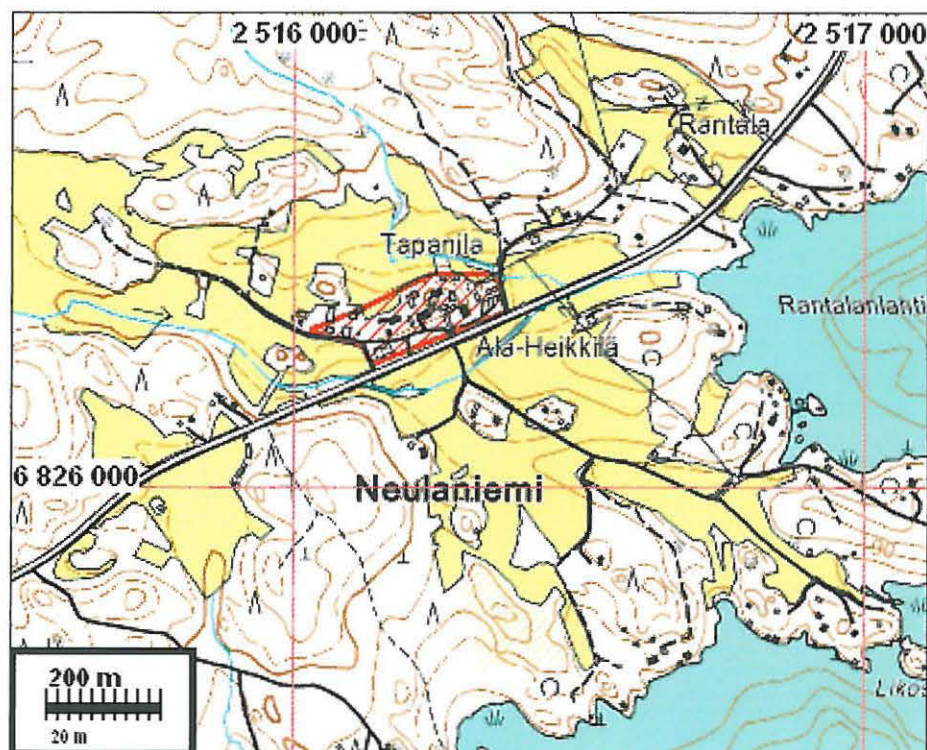 2 516 000
2 517 000
Rantala
Tapanila
Rantalanlahti
Ala-Heikkilä
6 826 000
Neulaniemi
200 m
20 m